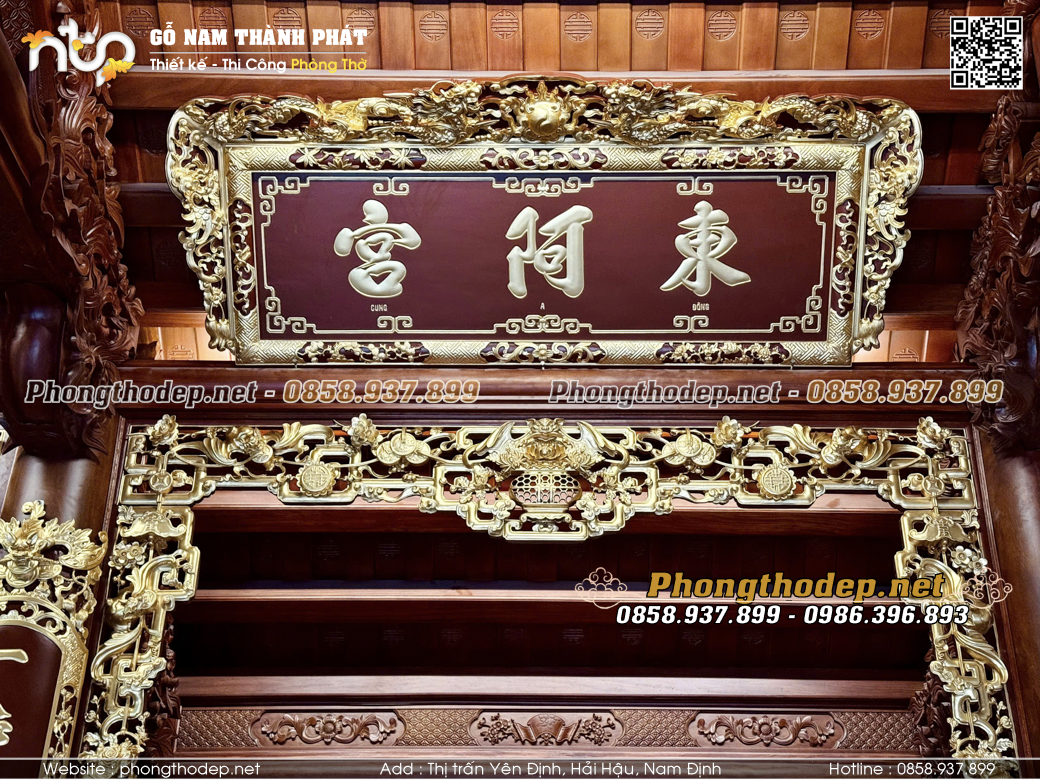 ntp
GỖ NAM THÀNH PHÁT
Thiết kế - Thi Công Phòng Thờ
宮 阿 東
CUNG A ĐÔNG
Phongthodep.net - 0858.937.899
Phongthodep.net - 0858.937.899
Phongthodep.net
0858.937.899 - 0986.396.893
Website : phongthodep.net
Add : Thị trấn Yên Định, Hải Hậu, Nam Định
Hotline : 0858.937.899